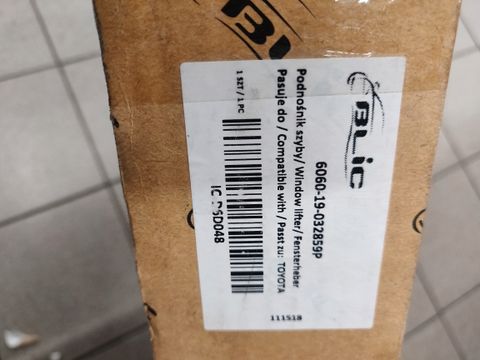 BLIC
6060-19-032859P
Podnośnik szyby/ Window lifter/ Fensterheber
Pasuje do / Compatible with / Passt zu: TOYOTA
1 SZT / 1 PC
111518